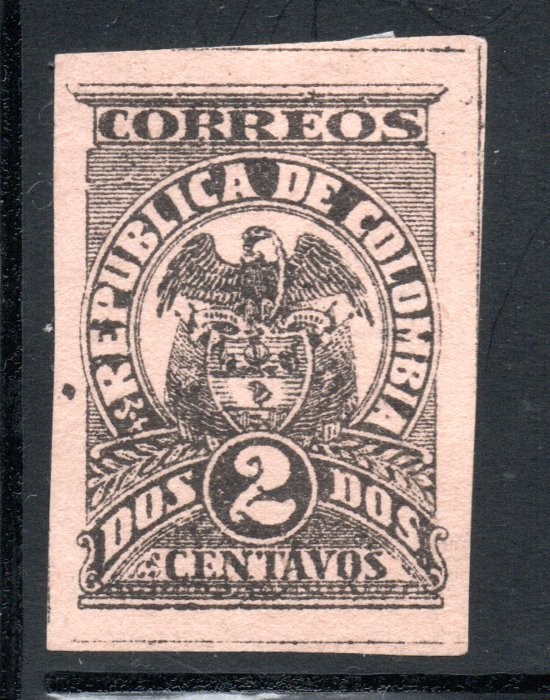 CORREOS
REPUBLICA DE COLOMBIA
DOS 2 DOS
CENTAVOS